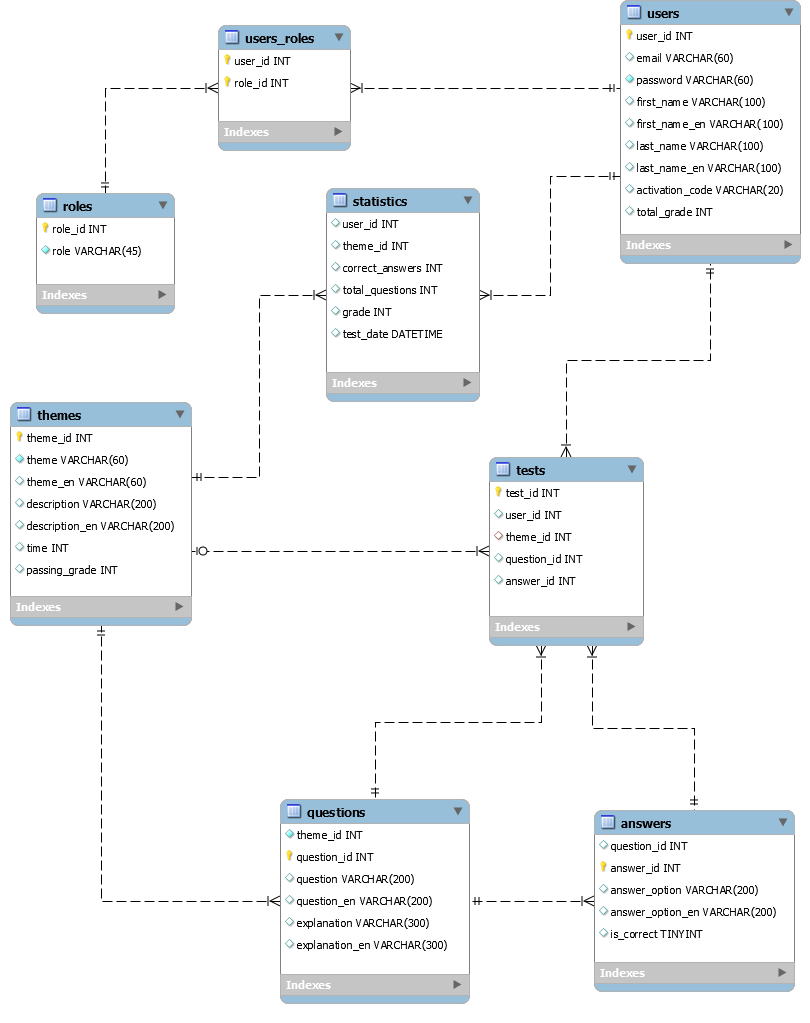 users
user_id INT
email VARCHAR(60)
password VARCHAR(60)
first_name VARCHAR(100)
first_name_en VARCHAR(100)
last_name VARCHAR(100)
last_name_en VARCHAR(100)
activation_code VARCHAR(20)
total_grade INT
Indexes
users_roles
user_id INT
role_id INT
Indexes
roles
role_id INT
role VARCHAR(45)
Indexes
statistics
user_id INT
theme_id INT
correct_answers INT
total_questions INT
grade INT
test_date DATETIME
Indexes
themes
theme_id INT
theme VARCHAR(60)
theme_en VARCHAR(60)
description VARCHAR(200)
description_en VARCHAR(200)
time INT
passing_grade INT
Indexes
tests
test_id INT
user_id INT
theme_id INT
question_id INT
answer_id INT
Indexes
questions
theme_id INT
question_id INT
question VARCHAR(200)
question_en VARCHAR(200)
explanation VARCHAR(300)
explanation_en VARCHAR(300)
Indexes
answers
question_id INT
answer_id INT
answer_option VARCHAR(200)
answer_option_en VARCHAR(200)
is_correct TINYINT
Indexes